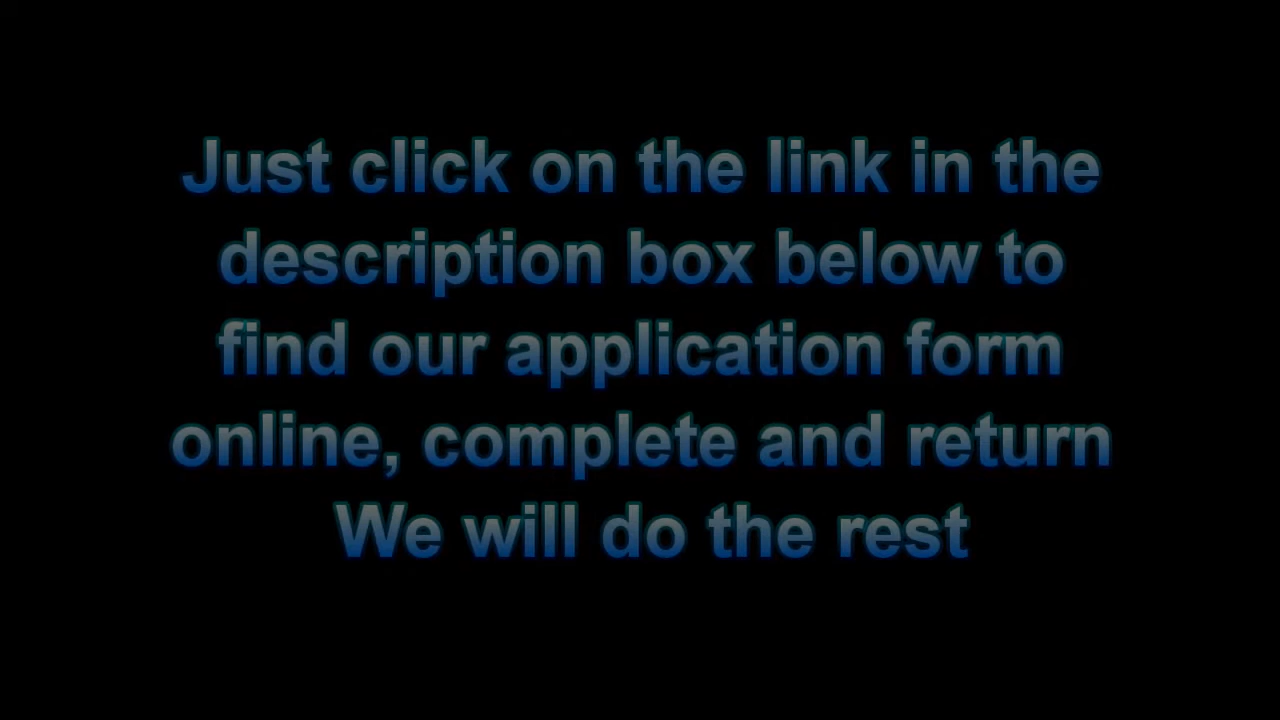 Just click on the link in the
description box below to
find our application form
online, complete and return
We will do the rest